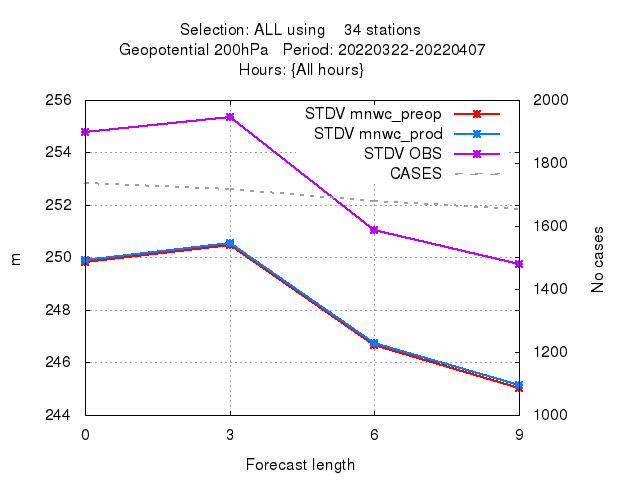 Selection: ALL using    34 stations
Geopotential 200hPa   Period: 20220322-20220407
Hours: {All hours}
256
254
252
250
248
246
244
m
2000
1800
1600
1400
1200
1000
No cases
STDV mnwc_preop
STDV mnwc_prod
STDV OBS
CASES
0
3
6
9
Forecast length